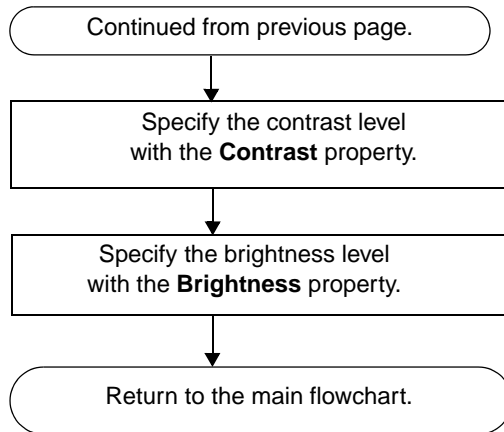 Continued from previous page.
Specify the contrast level
with the Contrast property.
Specify the brightness level
with the Brightness property.
Return to the main flowchart.